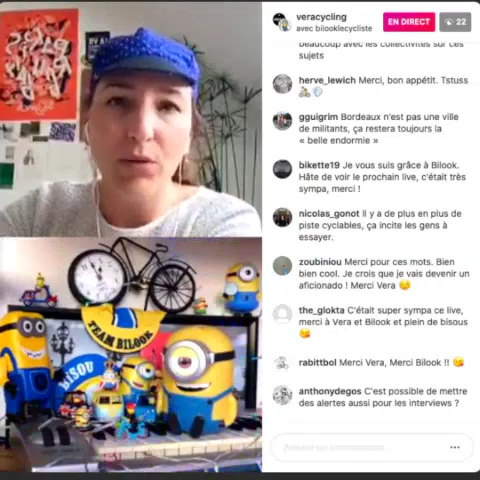 veracycling
avec bilooklecycliste
EN DIRECT
22
beaucoup avec les collectivités sur ces
sujets
herve_lewich Merci, bon appétit. Tstuss
🚴💨
gguigrim Bordeaux n'est pas une ville
de militants, ça restera toujours la
« belle endormie »
bikette19 Je vous suis grâce à Bilook.
Hâte de voir le prochain live, c'était très
sympa, merci !
nicolas_gonot Il y a de plus en plus de
piste cyclables, ça incite les gens à
essayer.
zoubiniou Merci pour ces mots. Bien
bien cool. Je crois que je vais devenir un
aficionado ! Merci Vera 😏
the_glokta C'était super sympa ce live,
merci à Vera et Bilook et plein de bisous
😘
rabittbol Merci Vera, Merci Bilook !! 😘
anthonydegos C'est possible de mettre
des alertes aussi pour les interviews ?
Ajouter un commentaire...
TEAM BILOOK
BISOU